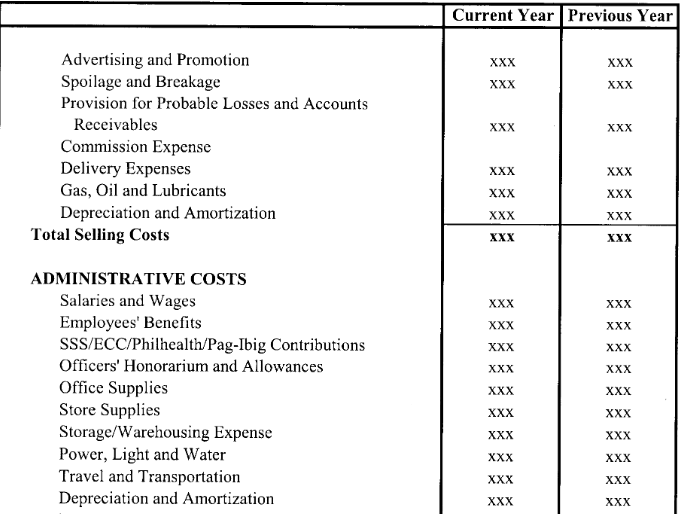 Current Year Previous Year
Advertising and Promotion xxx xxx
Spoilage and Breakage xxx xxx
Provision for Probable Losses and Accounts
Receivables xxx xxx
Commission Expense
Delivery Expenses xxx xxx
Gas, Oil and Lubricants xxx xxx
Depreciation and Amortization xxx xxx
Total Selling Costs xxx xxx
ADMINISTRATIVE COSTS
Salaries and Wages xxx xxx
Employees' Benefits xxx xxx
SSS/ECC/Philhealth/Pag-Ibig Contributions xxx xxx
Officers' Honorarium and Allowances xxx xxx
Office Supplies xxx xxx
Store Supplies xxx xxx
Storage/Warehousing Expense xxx xxx
Power, Light and Water xxx xxx
Travel and Transportation xxx xxx
Depreciation and Amortization xxx xxx